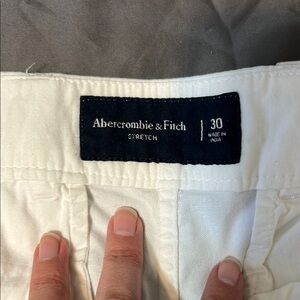 Abercrombie & Fitch
STRETCH
30
MADE IN
INDIA